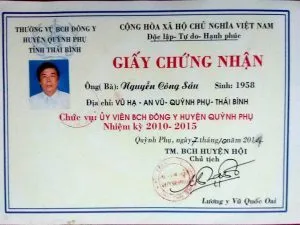 THƯỜNG VỤ BCH ĐÔNG Y
HUYỆN QUỲNH PHỤ
TỈNH THÁI BÌNH
CỘNG HÒA XÃ HỘI CHỦ NGHĨA VIỆT NAM
Độc lập- Tự do- Hạnh phúc
GIẤY CHỨNG NHẬN
Ông(Bà): Nguyễn Công Sáu Sinh: 1958
Địa chỉ: VŨ HẠ - AN VŨ- QUỲNH PHỤ- THÁI BÌNH
Chức vụ: ỦY VIÊN BCH ĐÔNG Y HUYỆN QUỲNH PHỤ
Nhiệm kỳ 2010- 2015
Quỳnh Phụ, ngày 7 tháng 10 năm 2014
TM. BCH HUYỆN HỘI
Chủ tịch
Lương y Vũ Quốc Oai